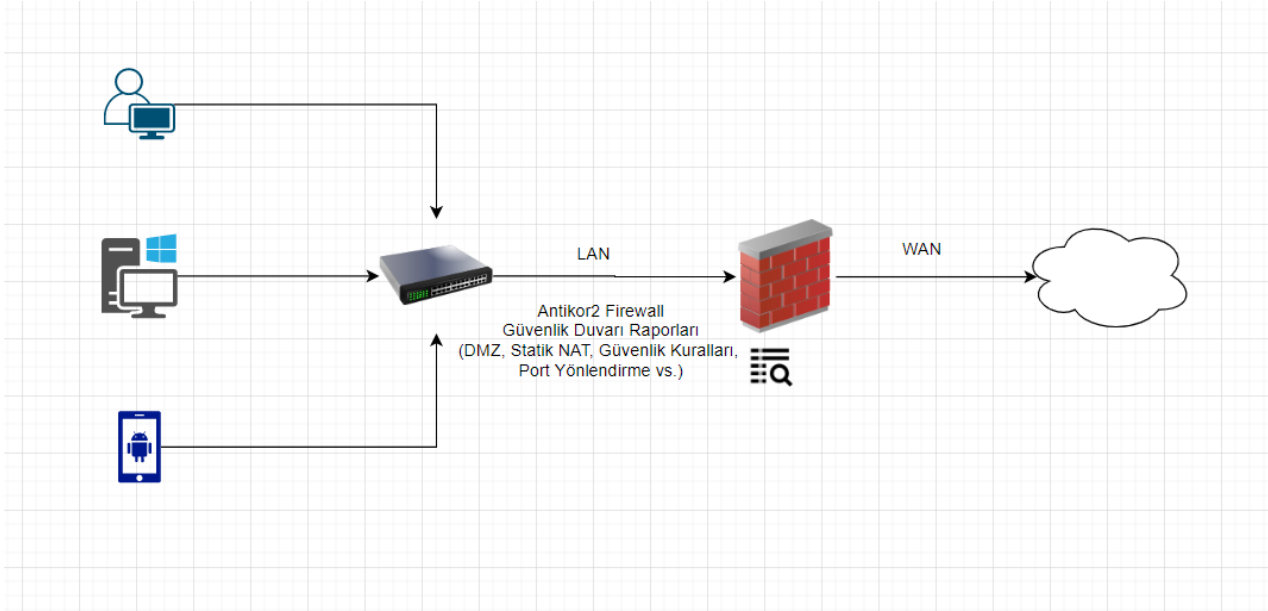 LAN
WAN
Antikor2 Firewall
Güvenlik Duvarı Raporları
(DMZ, Statik NAT, Güvenlik Kuralları,
Port Yönlendirme vs.)